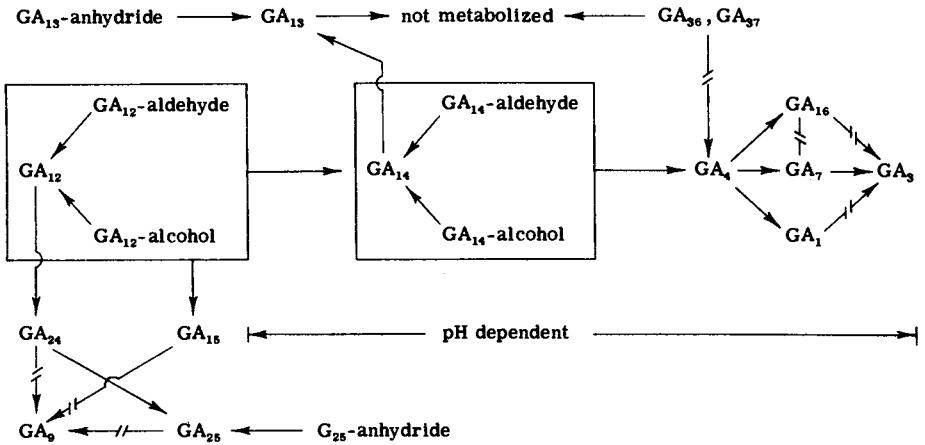 GA₁₃-anhydride GA₁₃ not metabolized GA₃₆, GA₃₇
GA₁₂-aldehyde GA₁₄-aldehyde GA₁₆
GA₁₂ GA₁₄ GA₄ GA₇ GA₃
GA₁₂-alcohol GA₁₄-alcohol GA₁
GA₂₄ GA₁₅ pH dependent
GA₉ GA₂₅ G₂₅-anhydride